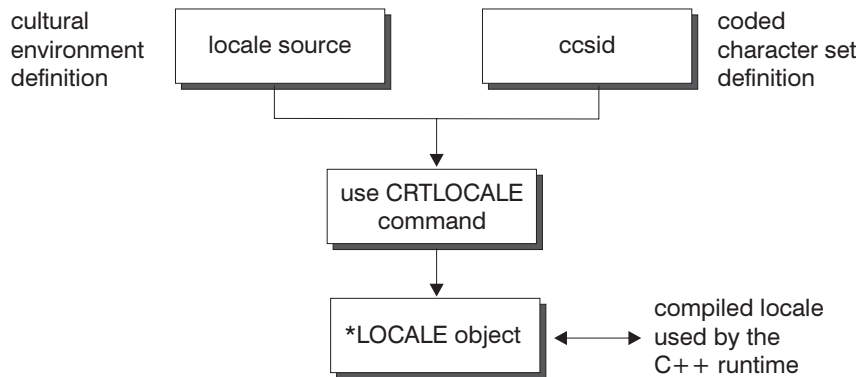 cultural
environment
definition
locale source
ccsid
coded
character set
definition
use CRTLOCALE
command
*LOCALE object
compiled locale
used by the
C++ runtime